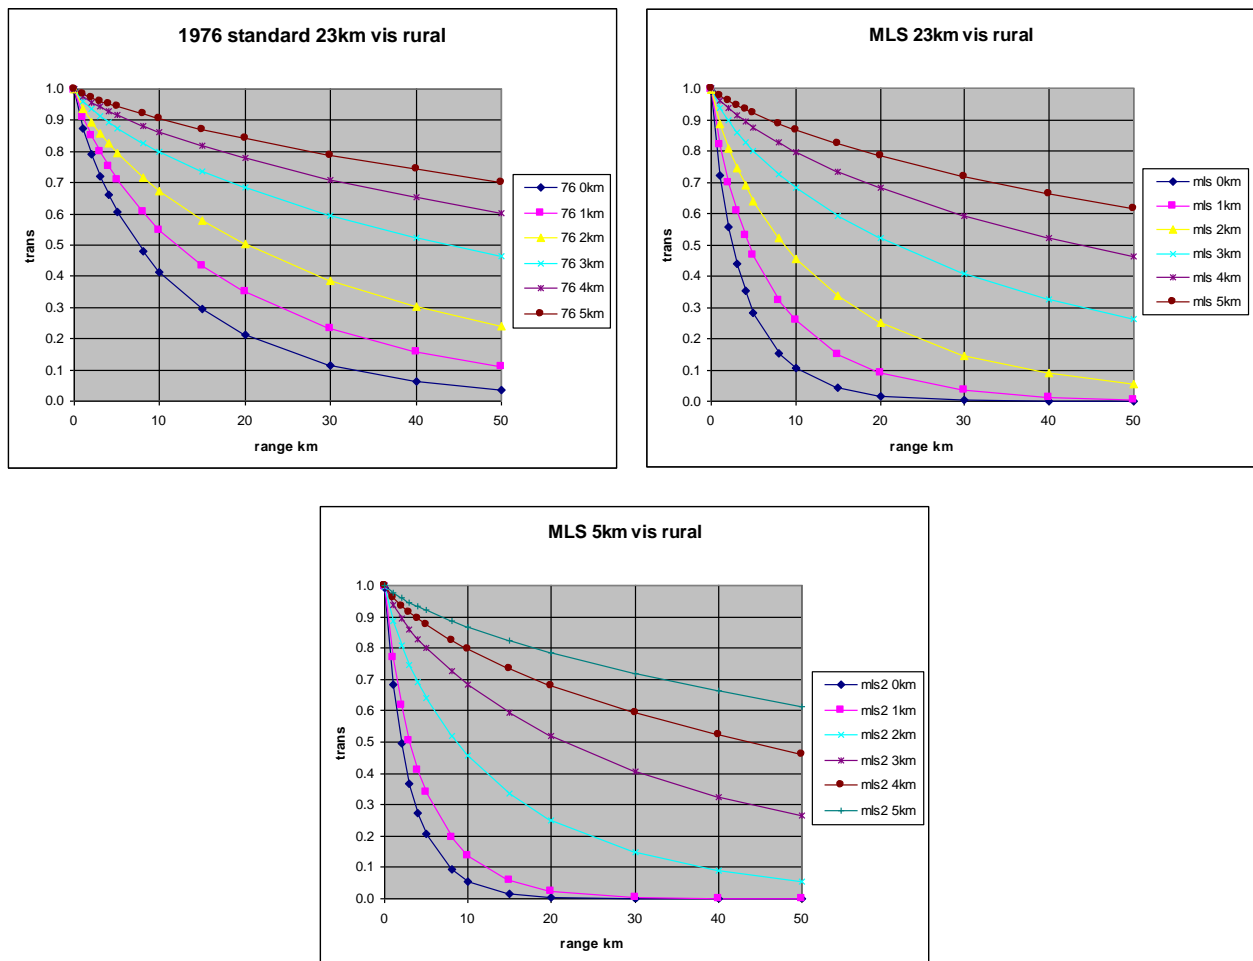 1976 standard 23km vis rural
1.0
0.9
0.8
0.7
0.6
0.5
0.4
0.3
0.2
0.1
0.0
trans
0 10 20 30 40 50
range km
76 0km
76 1km
76 2km
76 3km
76 4km
76 5km
MLS 23km vis rural
1.0
0.9
0.8
0.7
0.6
0.5
0.4
0.3
0.2
0.1
0.0
trans
0 10 20 30 40 50
range km
mls 0km
mls 1km
mls 2km
mls 3km
mls 4km
mls 5km
MLS 5km vis rural
1.0
0.9
0.8
0.7
0.6
0.5
0.4
0.3
0.2
0.1
0.0
trans
0 10 20 30 40 50
range km
mls2 0km
mls2 1km
mls2 2km
mls2 3km
mls2 4km
mls2 5km